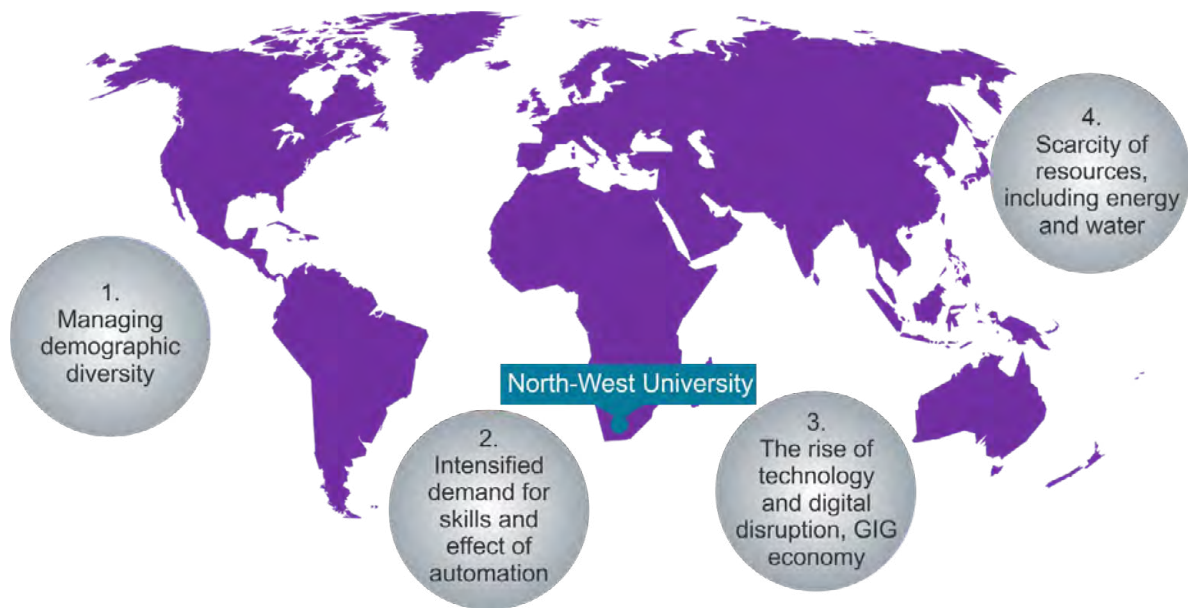 1.
Managing
demographic
diversity
North-West University
2.
Intensified
demand for
skills and
effect of
automation
3.
The rise of
technology
and digital
disruption, GIG
economy
4.
Scarcity of
resources,
including energy
and water